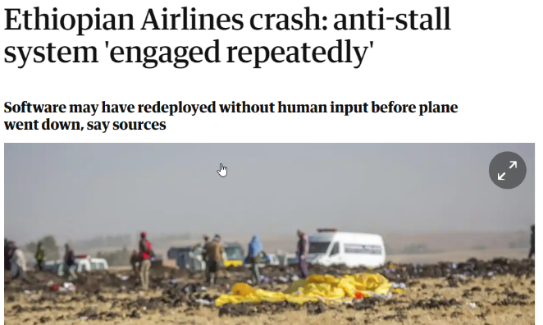 Ethiopian Airlines crash: anti-stall
system 'engaged repeatedly'
Software may have redeployed without human input before plane
went down, say sources